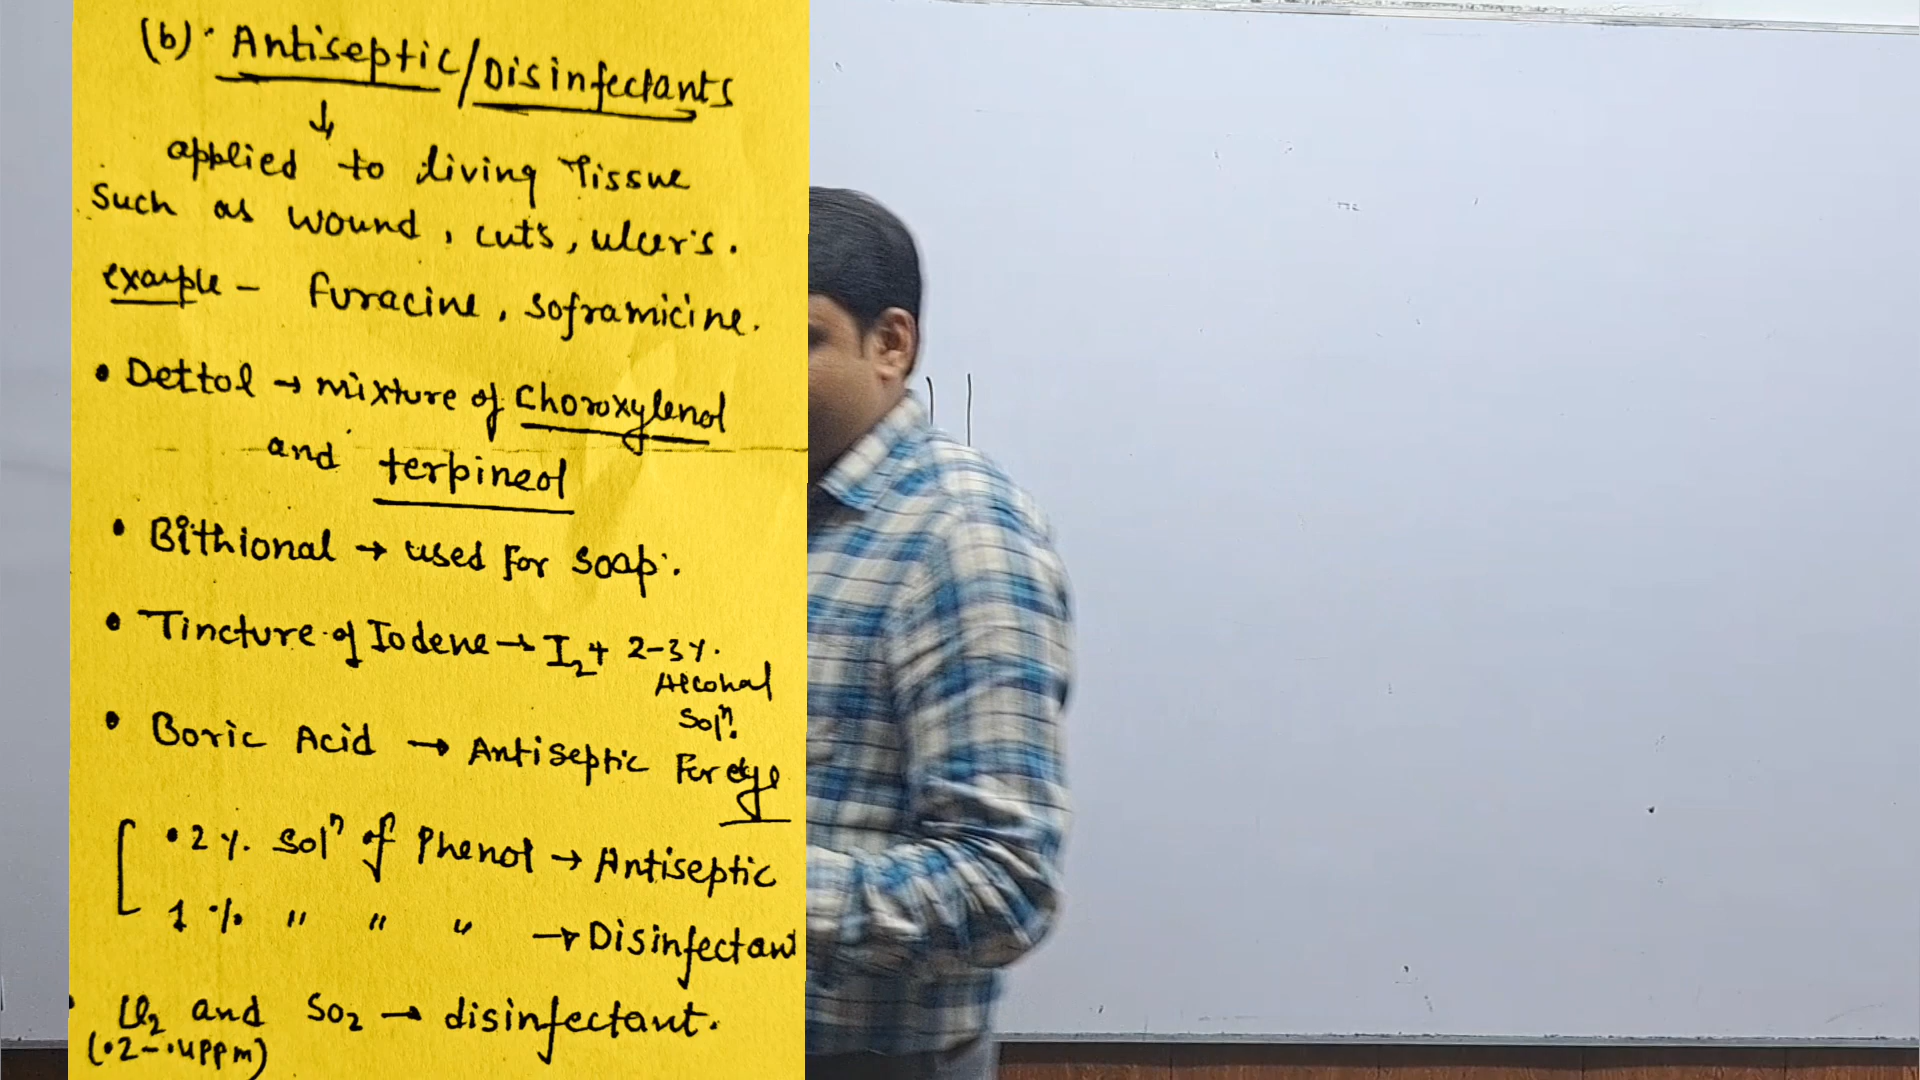 (b). Antiseptic/Disinfectants
↓
applied to living Tissue
Such as wound, cuts, ulcer's.
example - furacine, soframicine.
• Dettol → mixture of Choroxylenol
and terpineol
• Bithional → used For soap.
• Tincture of Iodene → I2 + 2-3%.
Alcohal
Solⁿ.
• Boric Acid → Antiseptic For eye
[ .2 %. Solⁿ of Phenol → Antiseptic
1 % " " " → Disinfectant
• Cl2 and SO2 → disinfectant.
(.2-.4PPm)